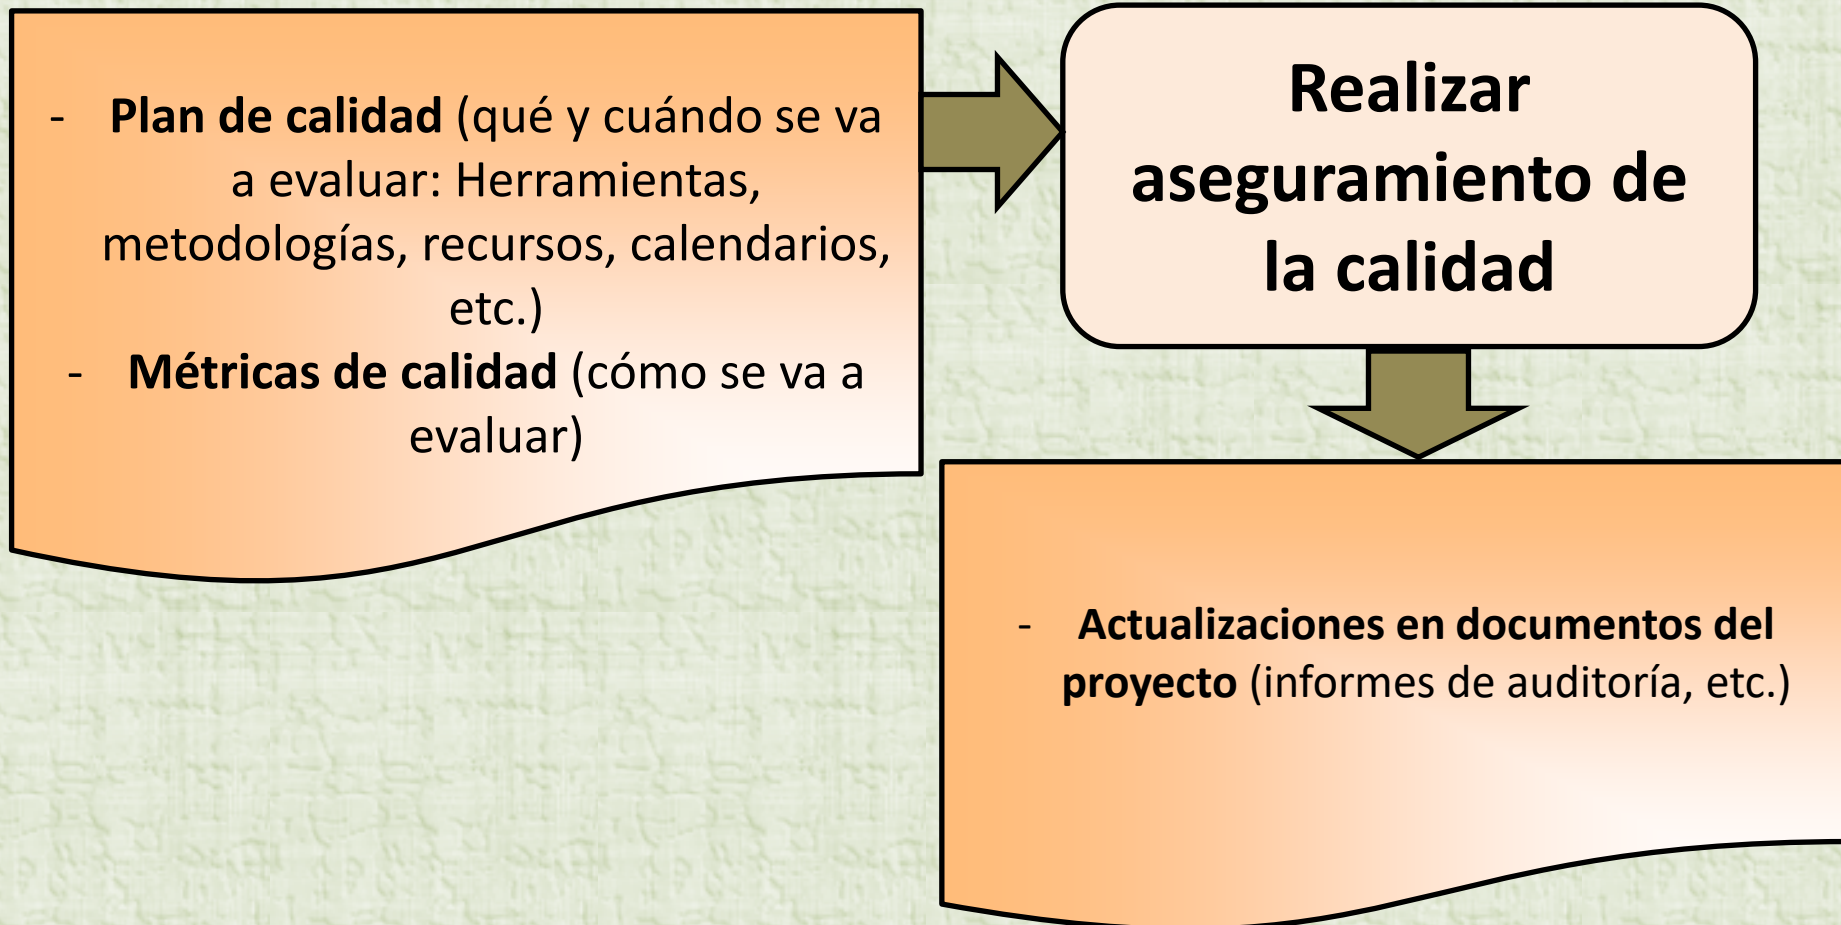 - Plan de calidad (qué y cuándo se va
a evaluar: Herramientas,
metodologías, recursos, calendarios,
etc.)
- Métricas de calidad (cómo se va a
evaluar)
Realizar
aseguramiento de
la calidad
- Actualizaciones en documentos del
proyecto (informes de auditoría, etc.)